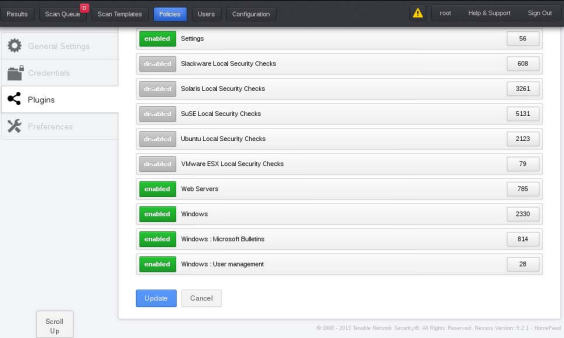 Results Scan Queue 0 Scan Templates Policies Users Configuration root Help & Support Sign Out
General Settings
Credentials
Plugins
Preferences
enabled Settings 56
disabled Slackware Local Security Checks 608
disabled Solaris Local Security Checks 3261
disabled SuSE Local Security Checks 5131
disabled Ubuntu Local Security Checks 2123
disabled VMware ESX Local Security Checks 79
enabled Web Servers 785
enabled Windows 2330
enabled Windows : Microsoft Bulletins 814
enabled Windows : User management 28
Update Cancel
Scroll
Up
© 1998 - 2013 Tenable Network Security®. All Rights Reserved. Nessus Version: 5.2.1 - HomeFeed